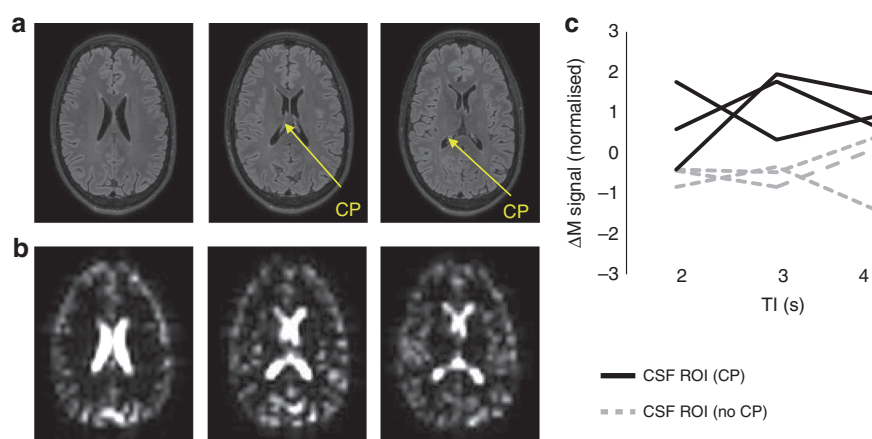 a
CP
CP
b
c
ΔM signal (normalised)
3
2
1
0
–1
–2
–3
2
3
4
TI (s)
CSF ROI (CP)
CSF ROI (no CP)